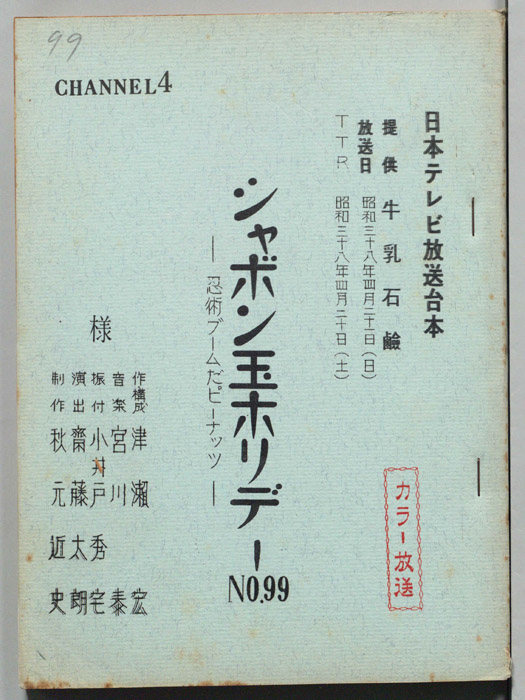 99
CHANNEL4
日本テレビ放送台本
提供 牛乳石鹸
放送日 昭和三十八年四月二十一日(日)
TTR 昭和三十八年四月二十日(土)
カラー放送
シャボン玉ホリデー NO.99
― 忍術ブームだピーナッツ ―
様
作・構成 津瀬宏
音楽 宮川泰
振付 小井戸秀宅
演出 齋藤太朗
制作 秋元近史